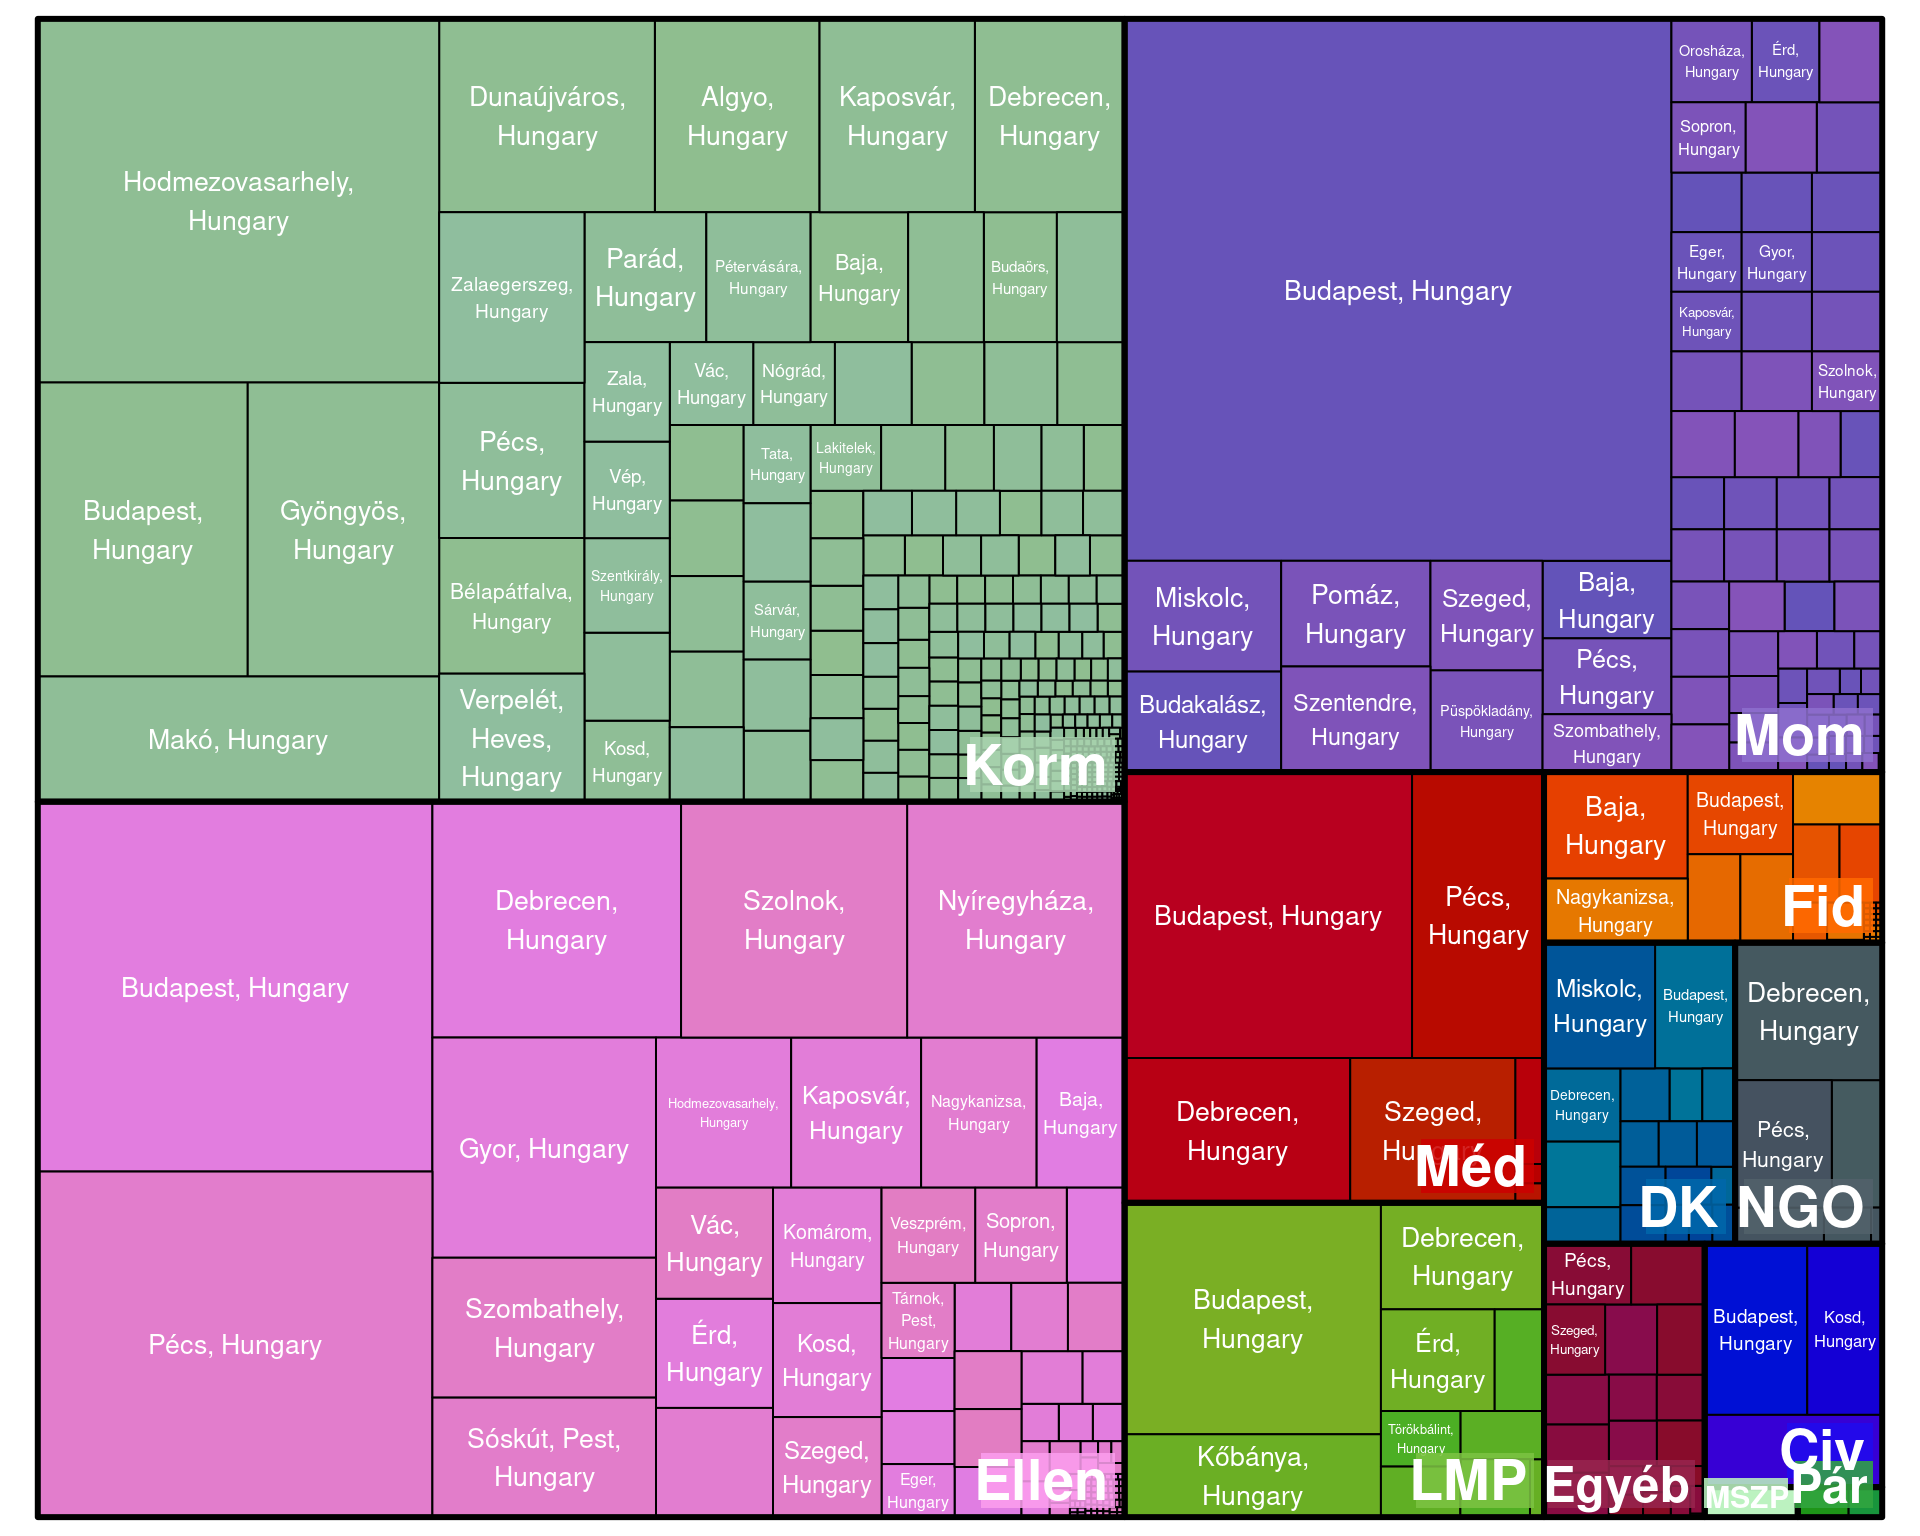 Hodmezovasarhely,
Hungary
Dunaújváros,
Hungary
Algyo,
Hungary
Kaposvár,
Hungary
Debrecen,
Hungary
Zalaegerszeg,
Hungary
Parád,
Hungary
Pétervására,
Hungary
Baja,
Hungary
Budaörs,
Hungary
Zala,
Hungary
Vác,
Hungary
Nógrád,
Hungary
Budapest,
Hungary
Gyöngyös,
Hungary
Pécs,
Hungary
Vép,
Hungary
Tata,
Hungary
Lakitelek,
Hungary
Bélapátfalva,
Hungary
Szentkirály,
Hungary
Sárvár,
Hungary
Makó, Hungary
Verpelét,
Heves,
Hungary
Kosd,
Hungary
Korm
Budapest, Hungary
Orosháza,
Hungary
Érd,
Hungary
Sopron,
Hungary
Eger,
Hungary
Gyor,
Hungary
Kaposvár,
Hungary
Szolnok,
Hungary
Miskolc,
Hungary
Pomáz,
Hungary
Szeged,
Hungary
Baja,
Hungary
Pécs,
Hungary
Budakalász,
Hungary
Szentendre,
Hungary
Püspökladány,
Hungary
Szombathely,
Hungary
Mom
Budapest, Hungary
Debrecen,
Hungary
Szolnok,
Hungary
Nyíregyháza,
Hungary
Gyor, Hungary
Hodmezovasarhely,
Hungary
Kaposvár,
Hungary
Nagykanizsa,
Hungary
Baja,
Hungary
Pécs, Hungary
Szombathely,
Hungary
Vác,
Hungary
Komárom,
Hungary
Veszprém,
Hungary
Sopron,
Hungary
Érd,
Hungary
Kosd,
Hungary
Tárnok,
Pest,
Hungary
Sóskút, Pest,
Hungary
Szeged,
Hungary
Eger,
Hungary
Ellen
Budapest, Hungary
Pécs,
Hungary
Debrecen,
Hungary
Szeged,
Hungary
Méd
Baja,
Hungary
Budapest,
Hungary
Nagykanizsa,
Hungary
Fid
Miskolc,
Hungary
Budapest,
Hungary
Debrecen,
Hungary
DK
Debrecen,
Hungary
Pécs,
Hungary
NGO
Budapest,
Hungary
Debrecen,
Hungary
Érd,
Hungary
Törökbálint,
Hungary
Kőbánya,
Hungary
LMP
Pécs,
Hungary
Szeged,
Hungary
Egyéb
Budapest,
Hungary
Kosd,
Hungary
Civ
MSZP
Pár